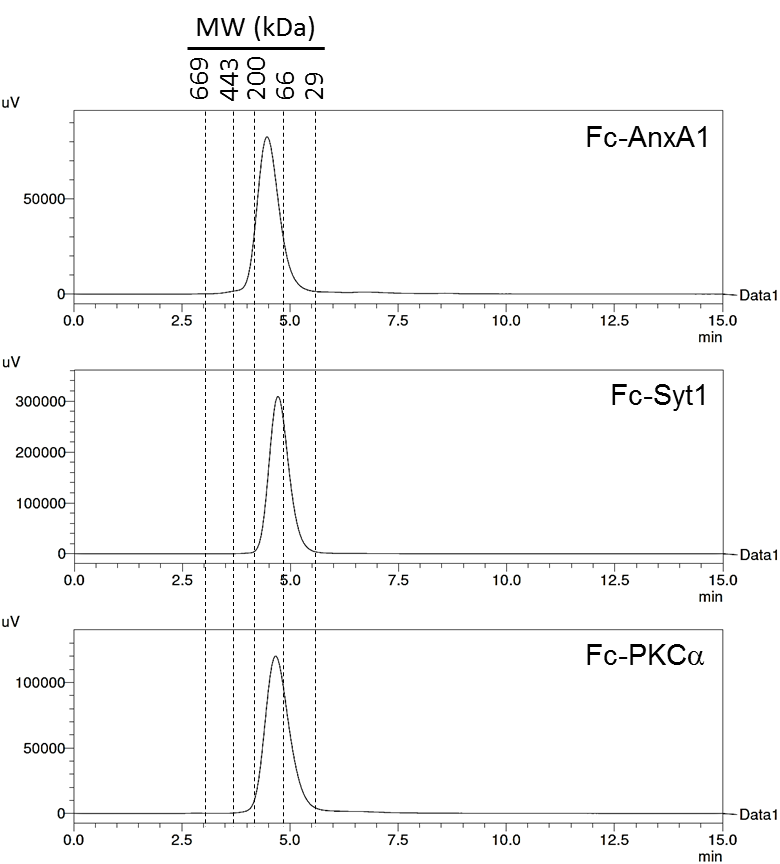 MW (kDa)
669 443 200 66 29
uV
Fc-AnxA1
50000
0
Data1
0.0 2.5 5.0 7.5 10.0 12.5 15.0
min
uV
Fc-Syt1
300000
200000
100000
0
Data1
0.0 2.5 5.0 7.5 10.0 12.5 15.0
min
uV
Fc-PKCα
100000
50000
0
Data1
0.0 2.5 5.0 7.5 10.0 12.5 15.0
min